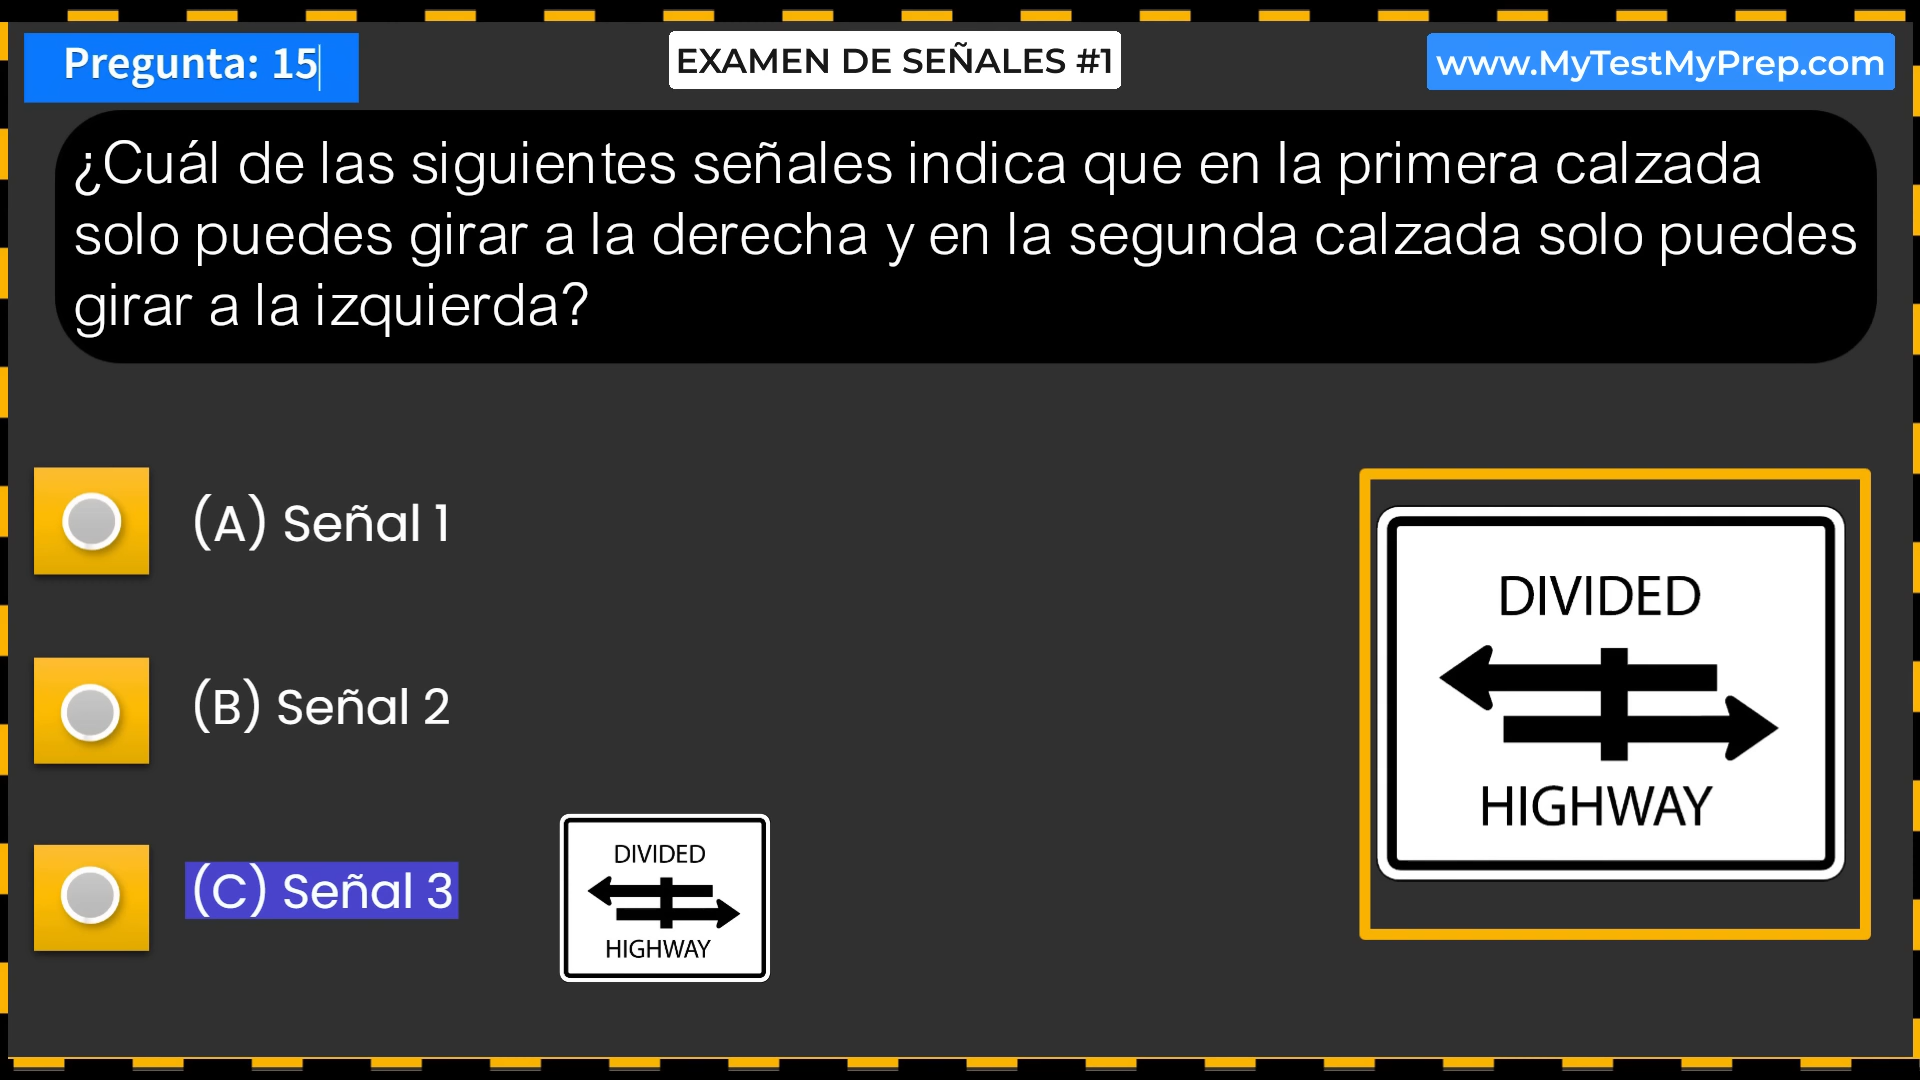 Pregunta: 15
EXAMEN DE SEÑALES #1
www.MyTestMyPrep.com
¿Cuál de las siguientes señales indica que en la primera calzada
solo puedes girar a la derecha y en la segunda calzada solo puedes
girar a la izquierda?
(A) Señal 1
(B) Señal 2
(C) Señal 3
DIVIDED
HIGHWAY
DIVIDED
HIGHWAY